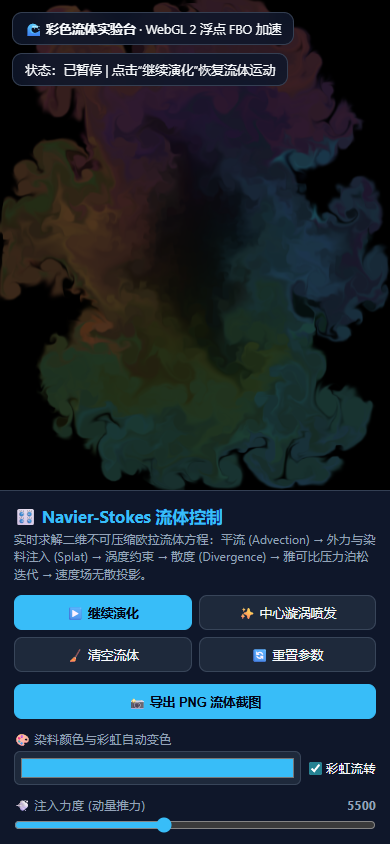 🌊 彩色流体实验台 · WebGL 2 浮点 FBO 加速
状态：已暂停 | 点击“继续演化”恢复流体运动
🎛️ Navier-Stokes 流体控制
实时求解二维不可压缩欧拉流体方程：平流 (Advection) → 外力与染
料注入 (Splat) → 涡度约束 → 散度 (Divergence) → 雅可比压力泊松
迭代 → 速度场无散投影。
▶️ 继续演化
✨ 中心漩涡喷发
🧹 清空流体
🔄 重置参数
📷 导出 PNG 流体截图
🎨 染料颜色与彩虹自动变色
彩虹流转
🚀 注入力度 (动量推力)
5500